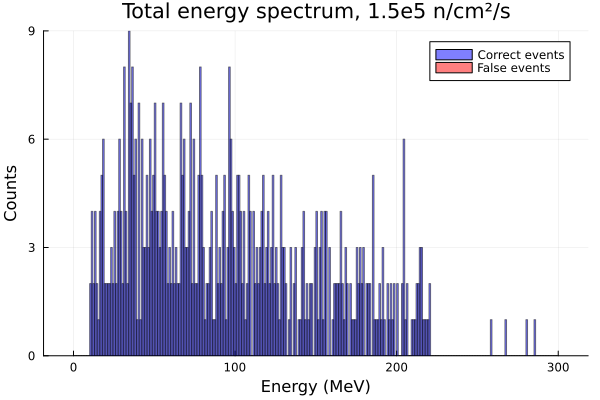 Total energy spectrum, 1.5e5 n/cm²/s
Correct events
False events
Counts
9
6
3
0
0 100 200 300
Energy (MeV)